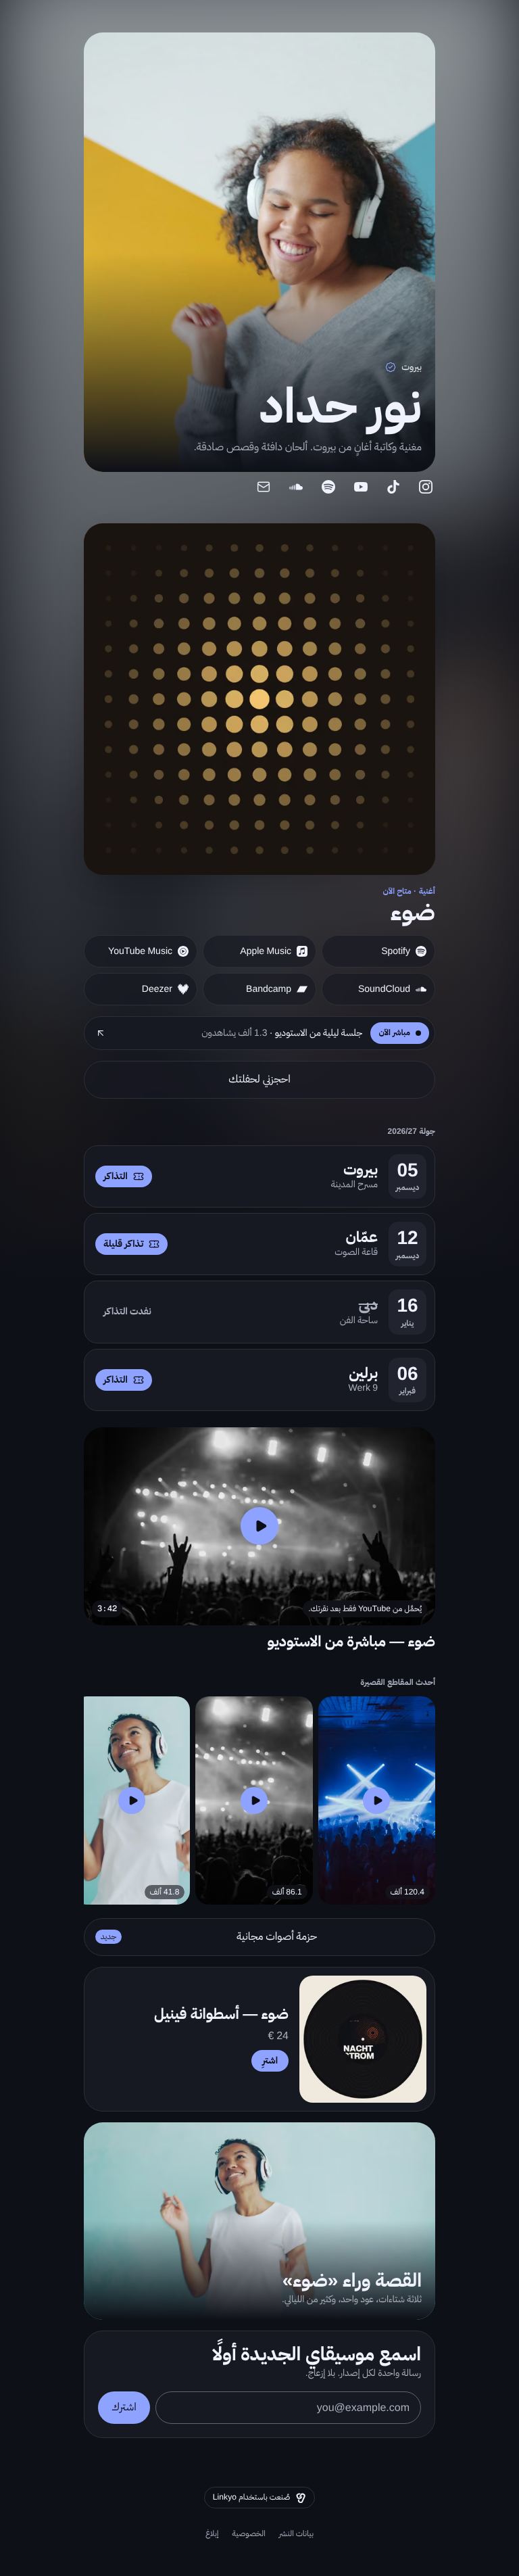 بيروت
نور حداد
مغنية وكاتبة أغانٍ من بيروت. ألحان دافئة وقصص صادقة.
أغنية · متاح الآن
ضوء
Spotify
Apple Music
YouTube Music
SoundCloud
Bandcamp
Deezer
مباشر الآن
جلسة ليلية من الاستوديو · 1.3 ألف يشاهدون
احجزني لحفلتك
جولة 2026/27
05
ديسمبر
بيروت
مسرح المدينة
التذاكر
12
ديسمبر
عمّان
قاعة الصوت
تذاكر قليلة
16
يناير
دبي
ساحة الفن
نفدت التذاكر
06
فبراير
برلين
Werk 9
التذاكر
يُحمَّل من YouTube فقط بعد نقرتك.
3:42
ضوء — مباشرة من الاستوديو
أحدث المقاطع القصيرة
120.4 ألف
86.1 ألف
41.8 ألف
حزمة أصوات مجانية
جديد
NACHT
STROM
ضوء — أسطوانة فينيل
24 €
اشترِ
القصة وراء «ضوء»
ثلاثة شتاءات، عود واحد، وكثير من الليالي.
اسمع موسيقاي الجديدة أولًا
رسالة واحدة لكل إصدار. بلا إزعاج.
you@example.com
اشترك
صُنعت باستخدام Linkyo
بيانات النشر
الخصوصية
إبلاغ